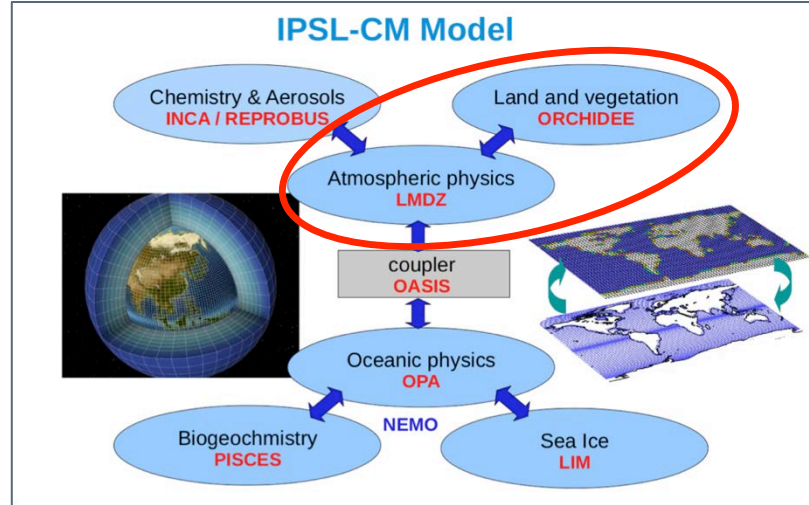 IPSL-CM Model
Chemistry & Aerosols
INCA / REPROBUS
Land and vegetation
ORCHIDEE
Atmospheric physics
LMDZ
coupler
OASIS
Oceanic physics
OPA
NEMO
Biogeochmistry
PISCES
Sea Ice
LIM